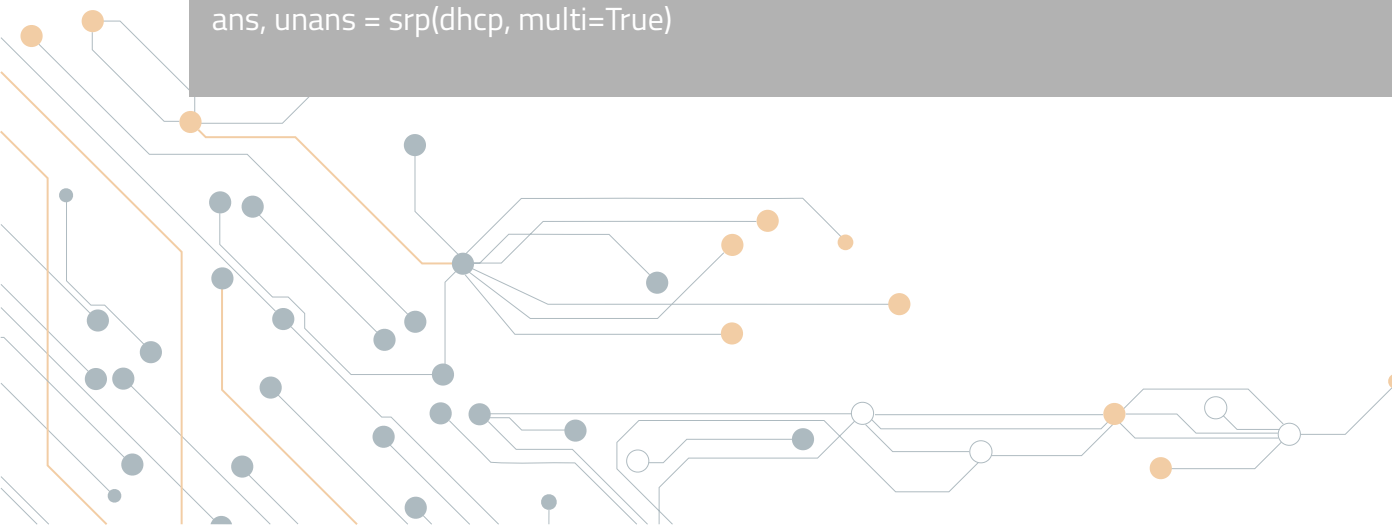 ans, unans = srp(dhcp, multi=True)